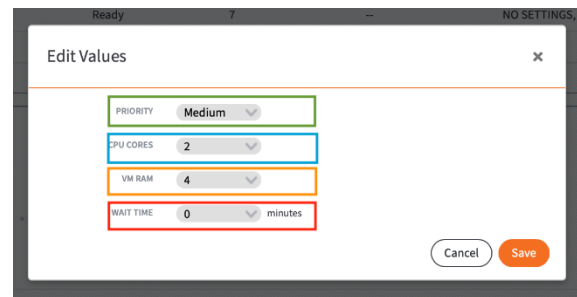 Ready 7 -- NO SETTINGS,
Edit Values ×
PRIORITY Medium
CPU CORES 2
VM RAM 4
WAIT TIME 0 minutes
Cancel Save